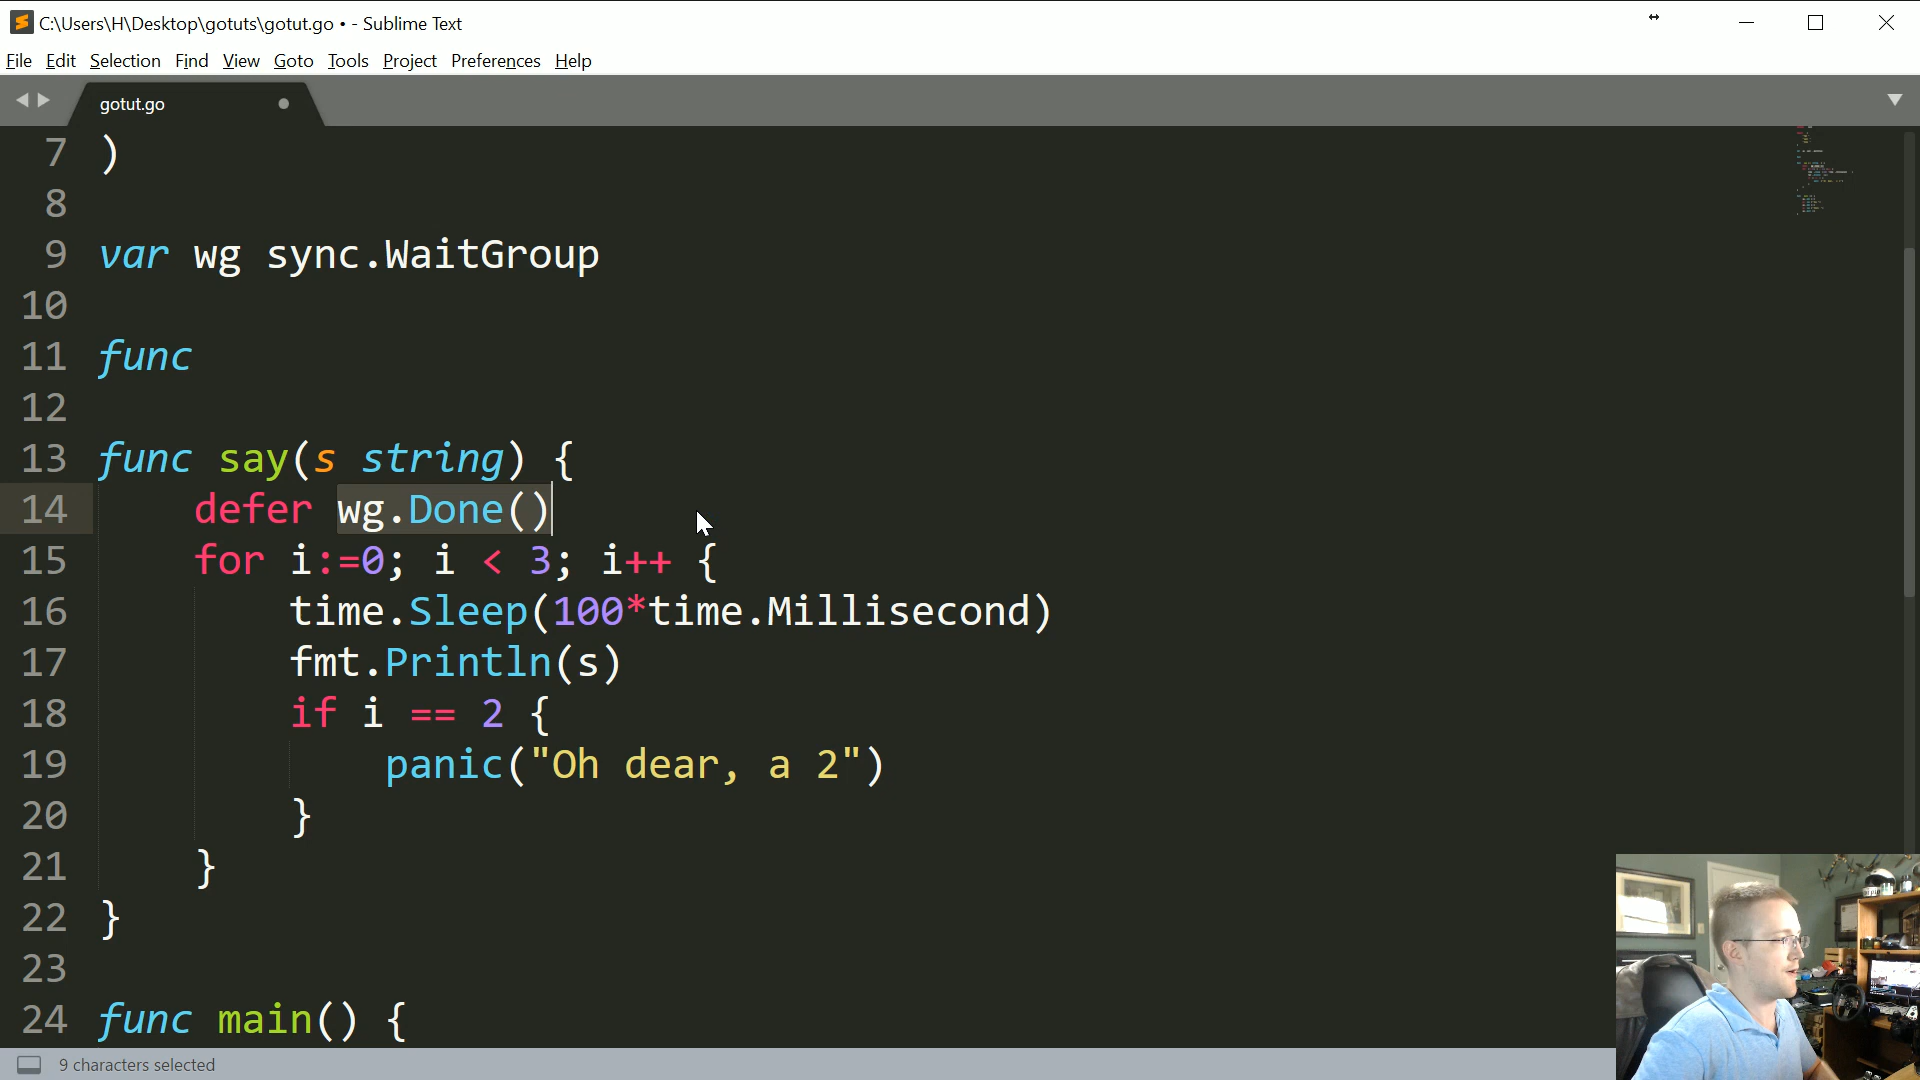 C:\Users\H\Desktop\gotuts\gotut.go • - Sublime Text
File Edit Selection Find View Goto Tools Project Preferences Help
gotut.go
7 )
8
9 var wg sync.WaitGroup
10
11 func
12
13 func say(s string) {
14 defer wg.Done()
15 for i:=0; i < 3; i++ {
16 time.Sleep(100*time.Millisecond)
17 fmt.Println(s)
18 if i == 2 {
19 panic("Oh dear, a 2")
20 }
21 }
22 }
23
24 func main() {
9 characters selected